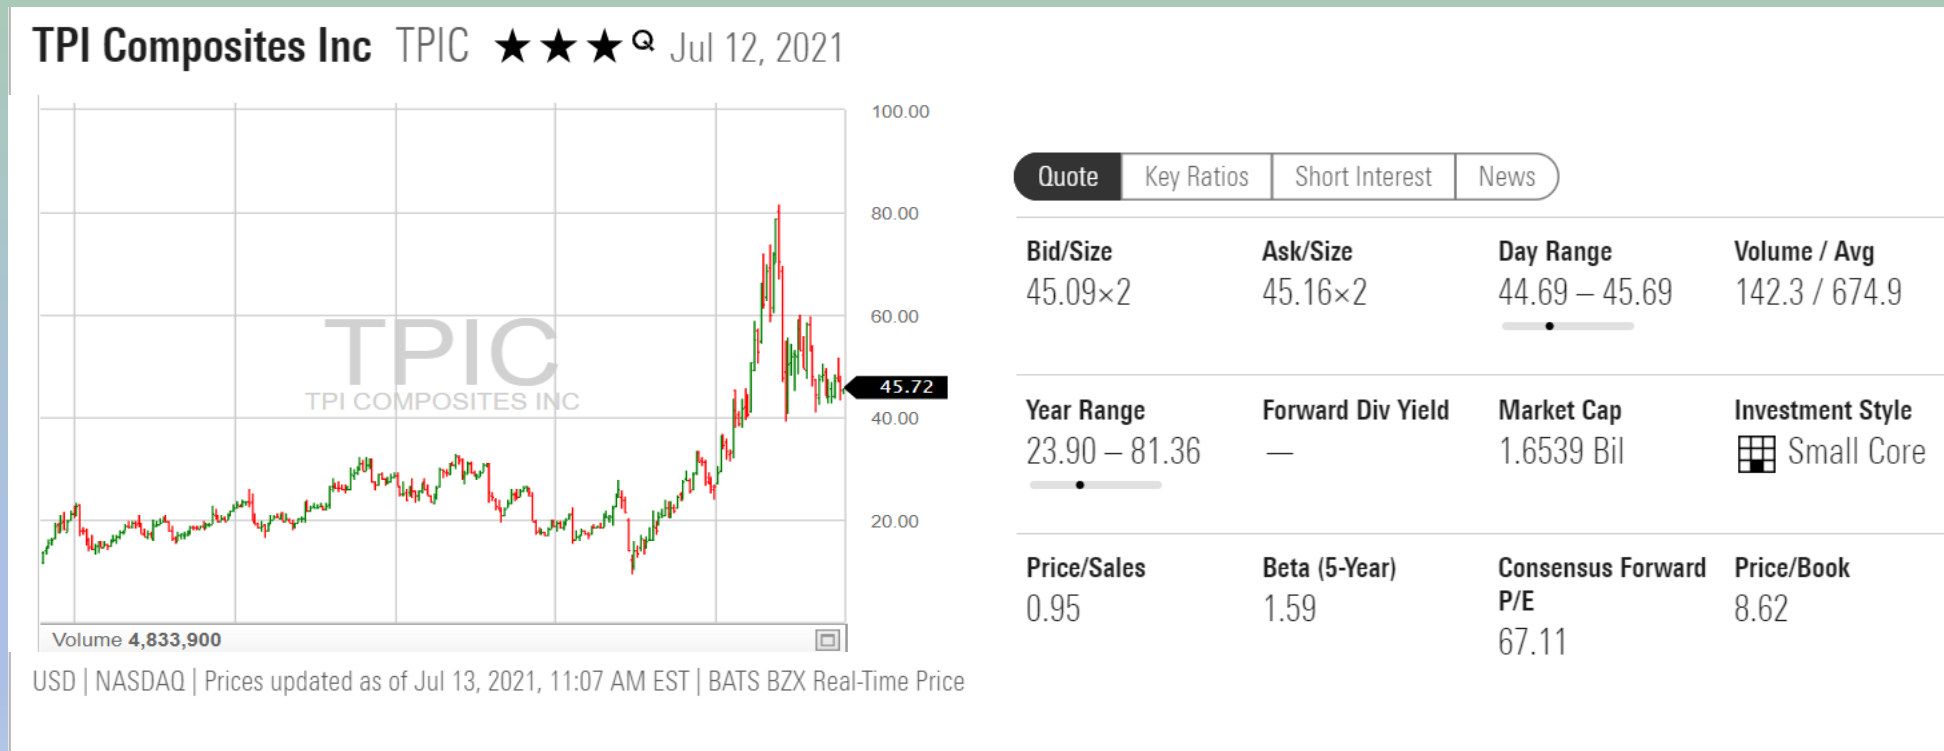 TPI Composites Inc TPIC ★★★Q Jul 12, 2021
100.00
80.00
60.00
40.00
20.00
TPIC
TPI COMPOSITES INC
45.72
Volume 4,833,900
USD | NASDAQ | Prices updated as of Jul 13, 2021, 11:07 AM EST | BATS BZX Real-Time Price
Quote Key Ratios Short Interest News
Bid/Size Ask/Size Day Range Volume / Avg
45.09×2 45.16×2 44.69 – 45.69 142.3 / 674.9
Year Range Forward Div Yield Market Cap Investment Style
23.90 – 81.36 — 1.6539 Bil Small Core
Price/Sales Beta (5-Year) Consensus Forward Price/Book
P/E
0.95 1.59 8.62
67.11